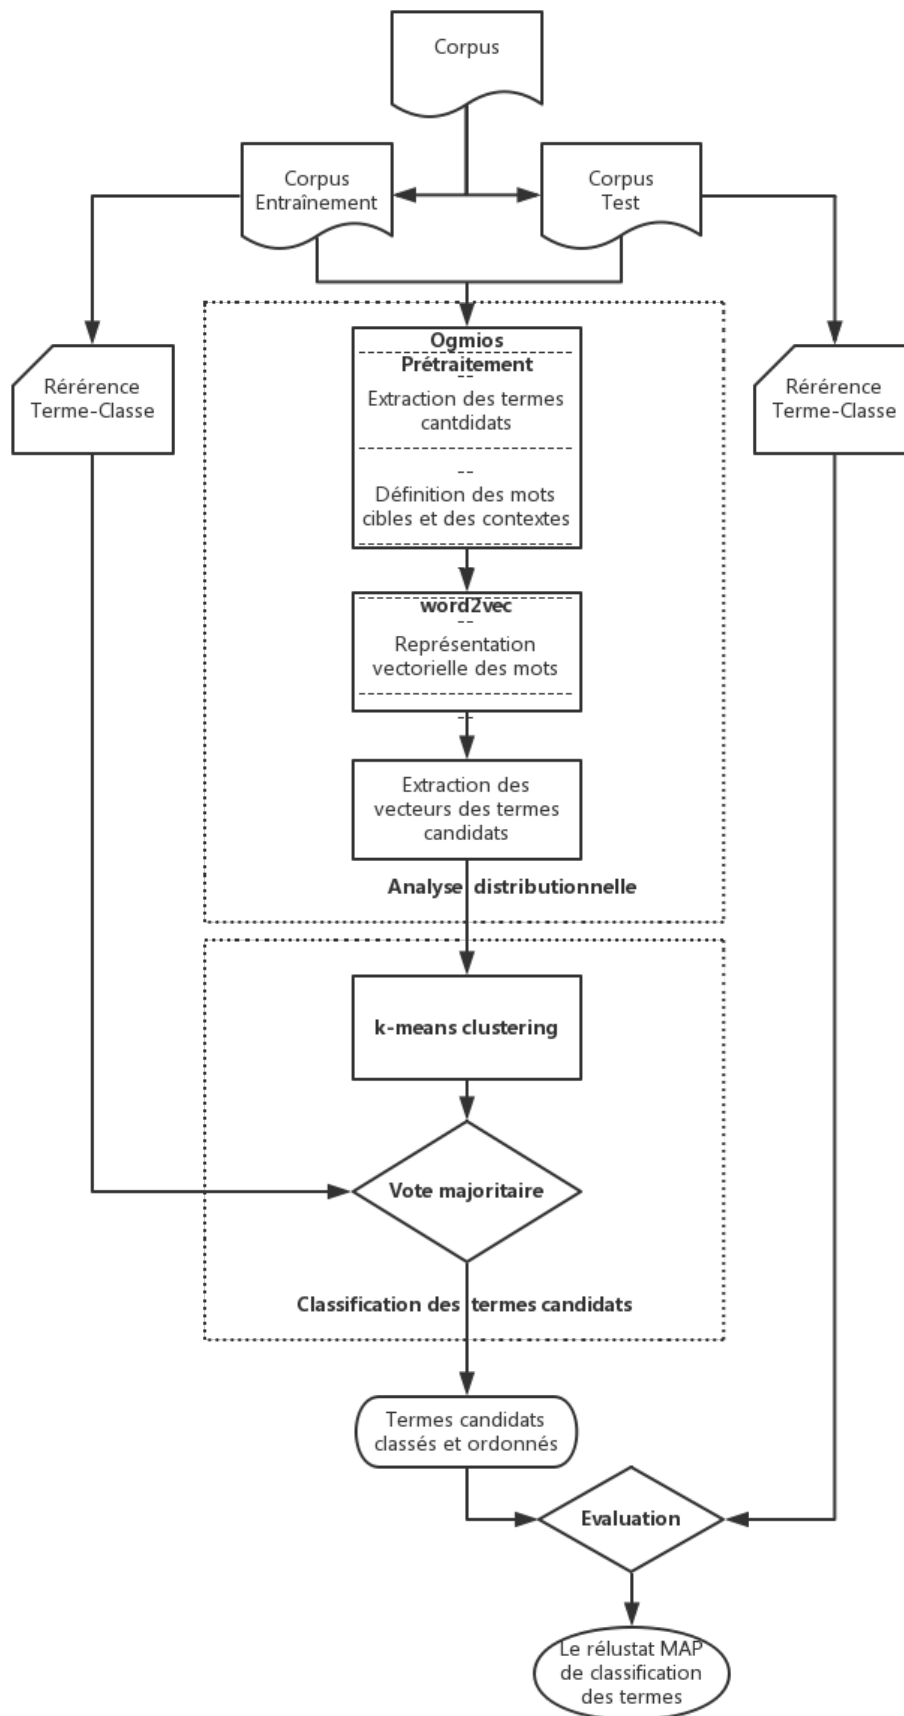 Corpus
Corpus
Entraînement
Corpus
Test
Rérérence
Terme-Classe
Rérérence
Terme-Classe
Ogmios
Prétraitement
--
Extraction des termes
cantdidats
--
Définition des mots
cibles et des contextes
word2vec
--
Représentation
vectorielle des mots
--
Extraction des
vecteurs des termes
candidats
Analyse distributionnelle
k-means clustering
Vote majoritaire
Classification des termes candidats
Termes candidats
classés et ordonnés
Evaluation
Le rélustat MAP
de classification
des termes